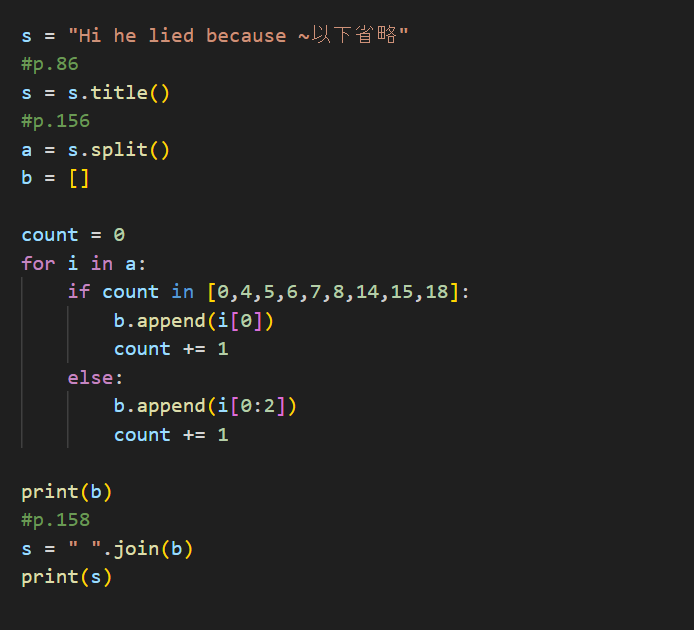 s = "Hi he lied because ~以下省略"
#p.86
s = s.title()
#p.156
a = s.split()
b = []
count = 0
for i in a:
    if count in [0,4,5,6,7,8,14,15,18]:
        b.append(i[0])
        count += 1
    else:
        b.append(i[0:2])
        count += 1
print(b)
#p.158
s = " ".join(b)
print(s)